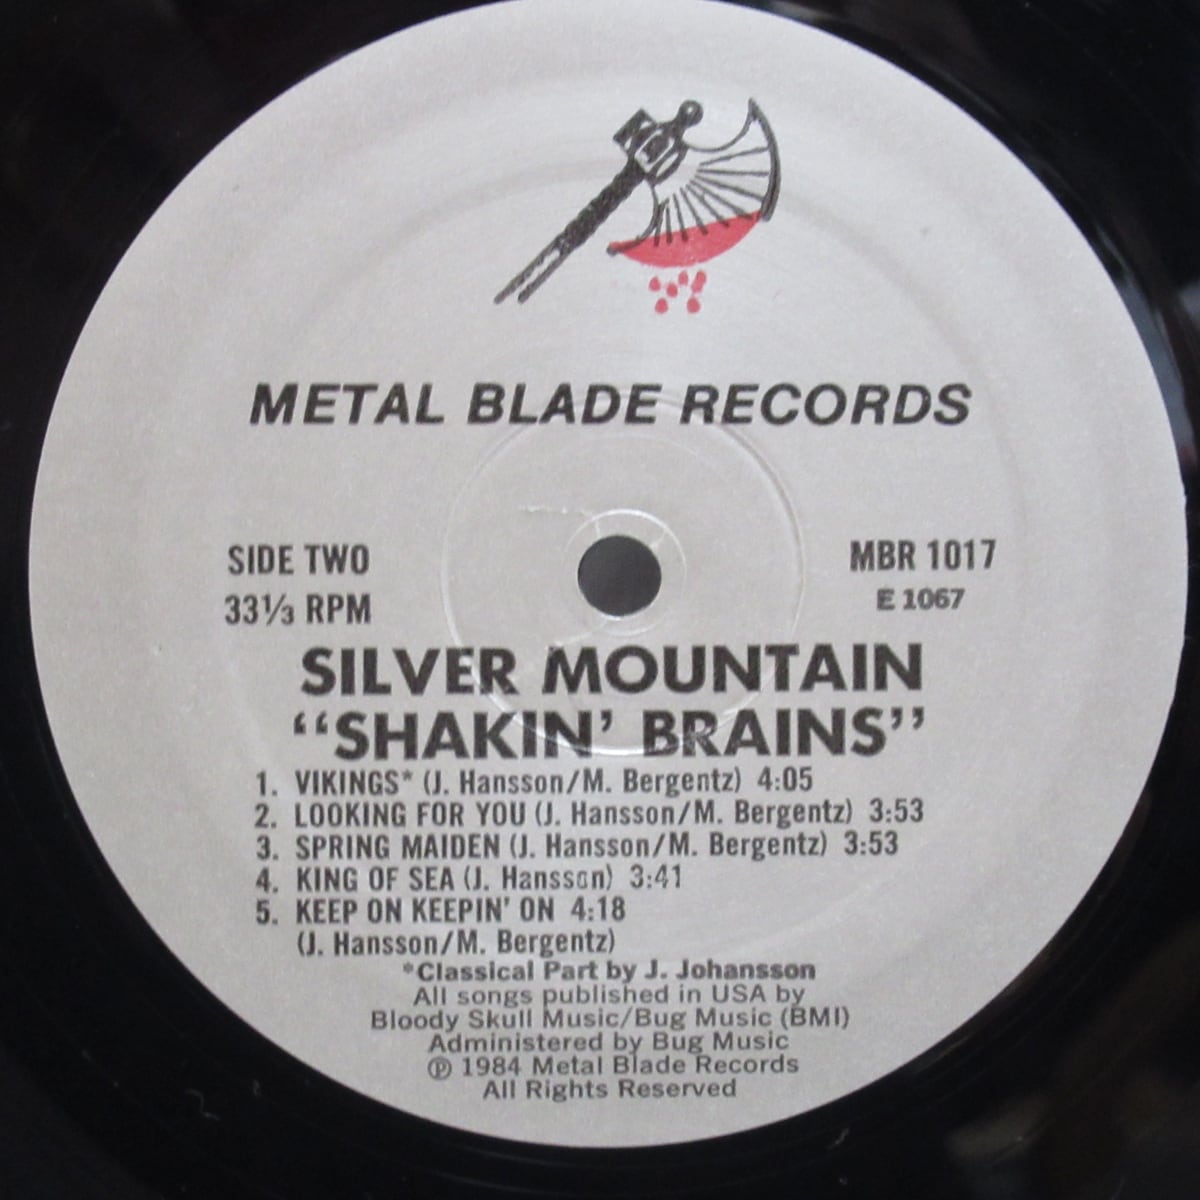 METAL BLADE RECORDS
SIDE TWO
33⅓ RPM
MBR 1017
E 1067
SILVER MOUNTAIN
“SHAKIN’ BRAINS”
1. VIKINGS* (J. Hansson/M. Bergentz) 4:05
2. LOOKING FOR YOU (J. Hansson/M. Bergentz) 3:53
3. SPRING MAIDEN (J. Hansson/M. Bergentz) 3:53
4. KING OF SEA (J. Hansson) 3:41
5. KEEP ON KEEPIN’ ON 4:18
(J. Hansson/M. Bergentz)
*Classical Part by J. Johansson
All songs published in USA by
Bloody Skull Music/Bug Music (BMI)
Administered by Bug Music
℗ 1984 Metal Blade Records
All Rights Reserved